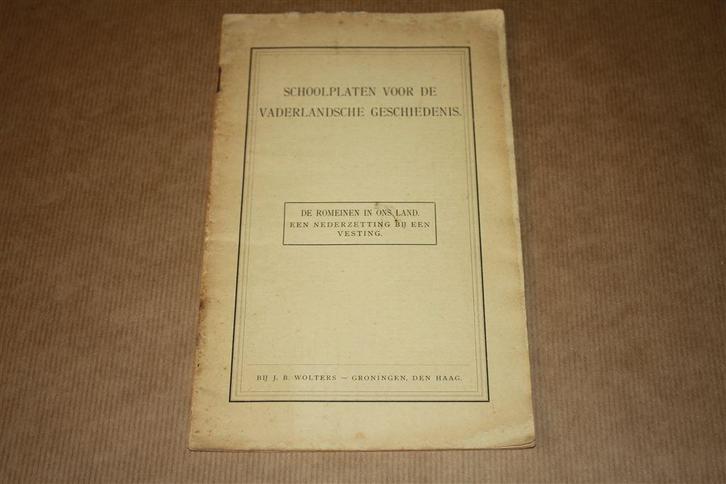 SCHOOLPLATEN VOOR DE
VADERLANDSCHE GESCHIEDENIS.
DE ROMEINEN IN ONS LAND.
EEN NEDERZETTING BIJ EEN
VESTING.
BIJ J. B. WOLTERS — GRONINGEN, DEN HAAG.